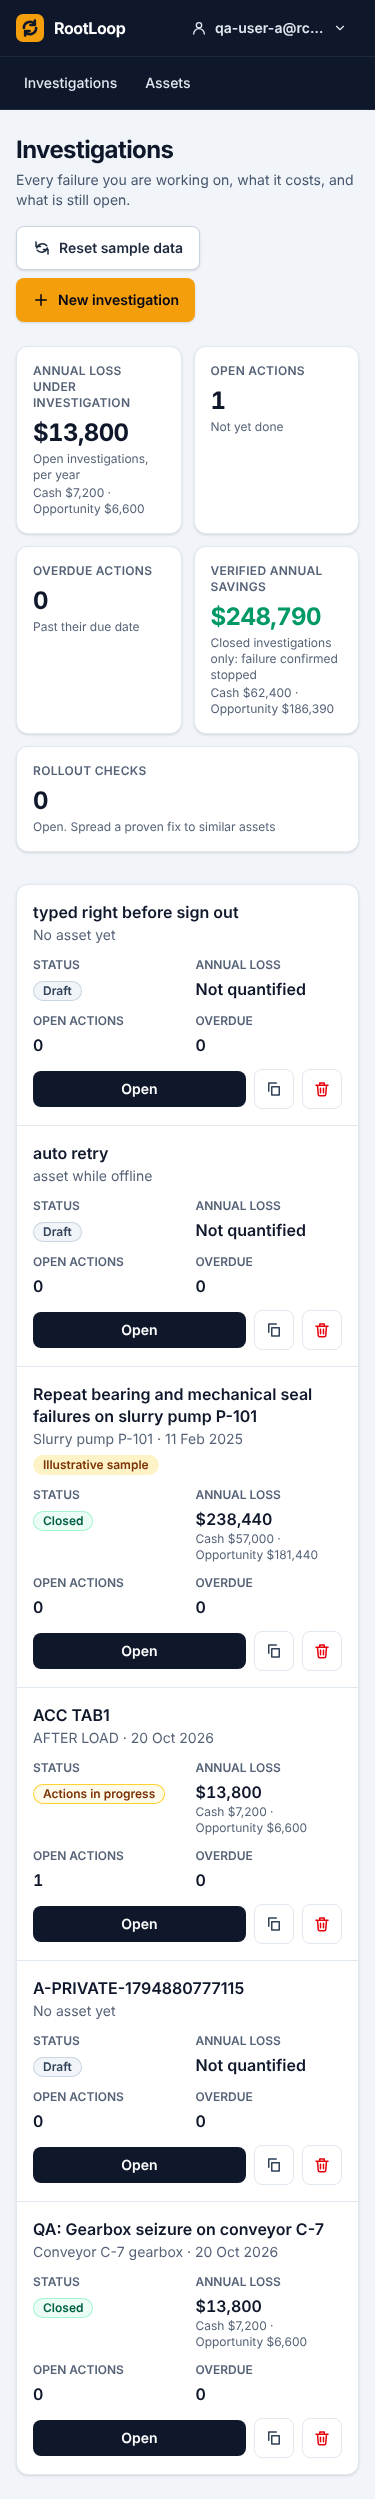 RootLoop
qa-user-a@rc...
Investigations
Assets
Investigations
Every failure you are working on, what it costs, and
what is still open.
Reset sample data
New investigation
ANNUAL LOSS
UNDER
INVESTIGATION
$13,800
Open investigations,
per year
Cash $7,200 ·
Opportunity $6,600
OPEN ACTIONS
1
Not yet done
OVERDUE ACTIONS
0
Past their due date
VERIFIED ANNUAL
SAVINGS
$248,790
Closed investigations
only: failure confirmed
stopped
Cash $62,400 ·
Opportunity $186,390
ROLLOUT CHECKS
0
Open. Spread a proven fix to similar assets
typed right before sign out
No asset yet
STATUS
Draft
ANNUAL LOSS
Not quantified
OPEN ACTIONS
0
OVERDUE
0
Open
auto retry
asset while offline
STATUS
Draft
ANNUAL LOSS
Not quantified
OPEN ACTIONS
0
OVERDUE
0
Open
Repeat bearing and mechanical seal
failures on slurry pump P-101
Slurry pump P-101 · 11 Feb 2025
Illustrative sample
STATUS
Closed
ANNUAL LOSS
$238,440
Cash $57,000 ·
Opportunity $181,440
OPEN ACTIONS
0
OVERDUE
0
Open
ACC TAB1
AFTER LOAD · 20 Oct 2026
STATUS
Actions in progress
ANNUAL LOSS
$13,800
Cash $7,200 ·
Opportunity $6,600
OPEN ACTIONS
1
OVERDUE
0
Open
A-PRIVATE-1794880777115
No asset yet
STATUS
Draft
ANNUAL LOSS
Not quantified
OPEN ACTIONS
0
OVERDUE
0
Open
QA: Gearbox seizure on conveyor C-7
Conveyor C-7 gearbox · 20 Oct 2026
STATUS
Closed
ANNUAL LOSS
$13,800
Cash $7,200 ·
Opportunity $6,600
OPEN ACTIONS
0
OVERDUE
0
Open